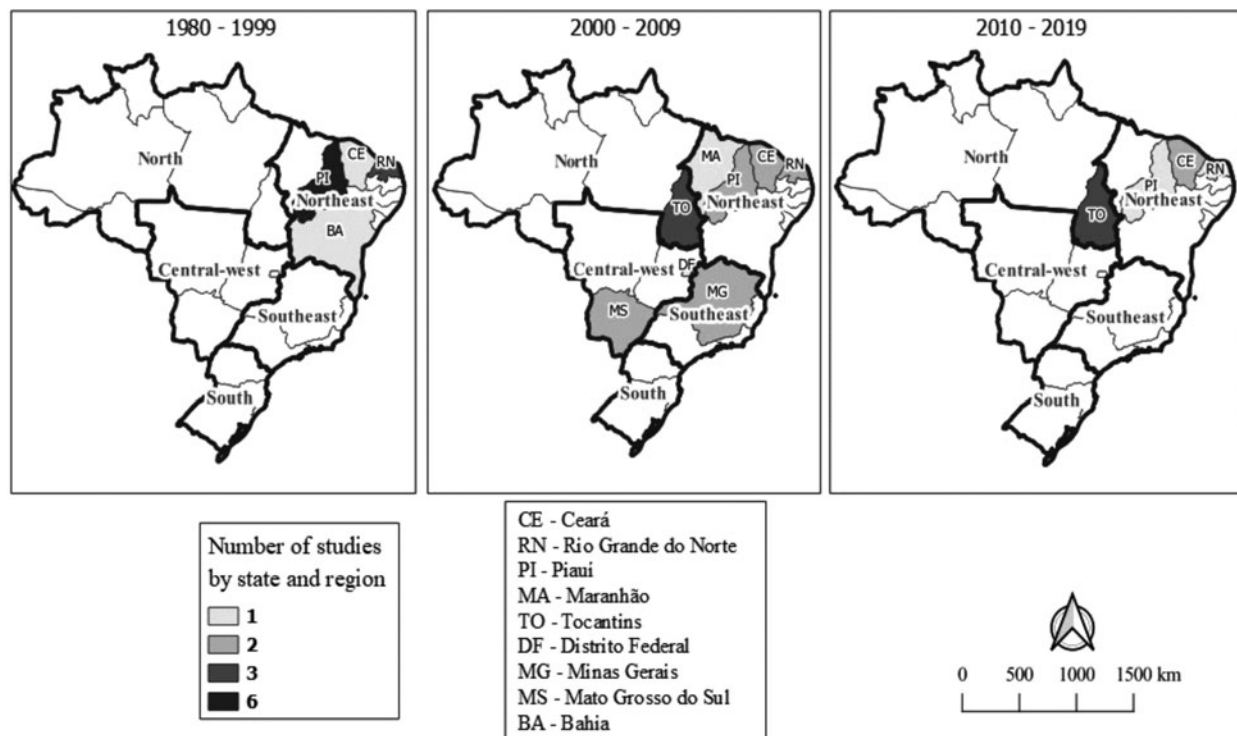 1980 - 1999
North
CE
RN
PI
Northeast
BA
Central-west
Southeast
South
2000 - 2009
North
MA
CE
RN
PI
Northeast
TO
Central-west
DF
MG
MS
Southeast
South
2010 - 2019
North
CE
RN
PI
Northeast
TO
Central-west
Southeast
South
Number of studies
by state and region
1
2
3
6
CE - Ceará
RN - Rio Grande do Norte
PI - Piauí
MA - Maranhão
TO - Tocantins
DF - Distrito Federal
MG - Minas Gerais
MS - Mato Grosso do Sul
BA - Bahia
0 500 1000 1500 km